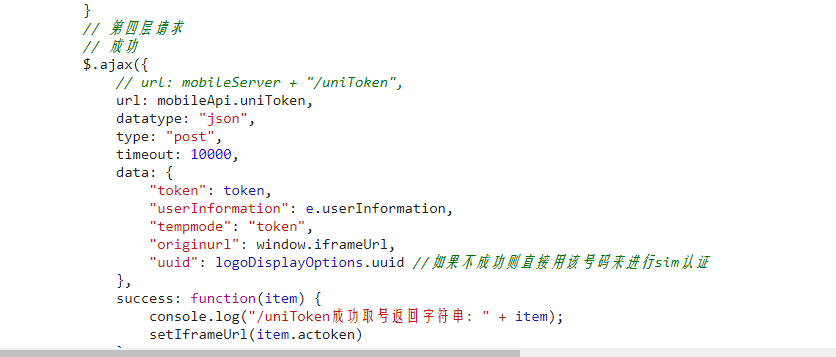 }
// 第四层请求
// 成功
$.ajax({
// url: mobileServer + "/uniToken",
url: mobileApi.uniToken,
datatype: "json",
type: "post",
timeout: 10000,
data: {
"token": token,
"userInformation": e.userInformation,
"tempmode": "token",
"originurl": window.iframeUrl,
"uuid": logoDisplayOptions.uuid //如果不成功则直接用该号码来进行sim认证
},
success: function(item) {
console.log("/uniToken成功取号返回字符串: " + item);
setIframeUrl(item.actoken)